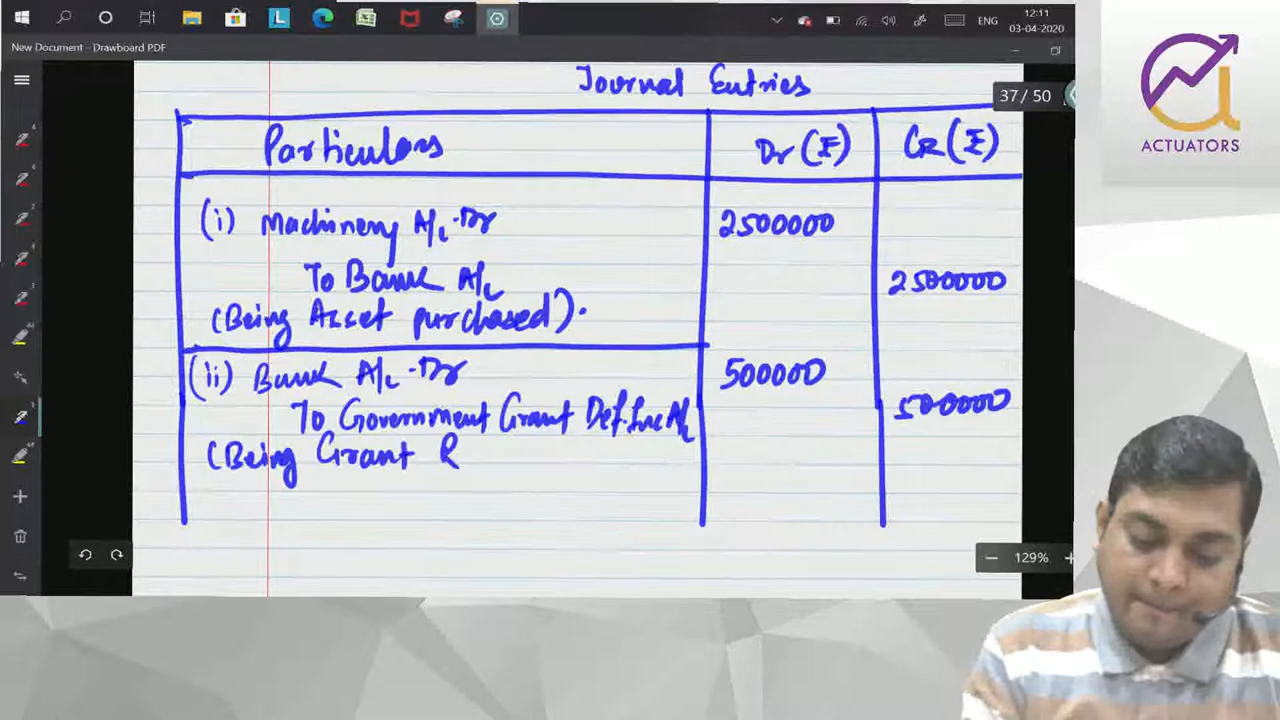 12:11
ENG
03-04-2020
New Document - Drawboard PDF
37 / 50
ACTUATORS
Journal Entries
Particulars Dr (₹) CR (₹)
(i) Machinery A/c .Dr 2500000
To Bank A/c 2500000
(Being Asset purchased).
(ii) Bank A/c .Dr 500000
To Government Grant Def. Inc A/c 500000
(Being Grant R
129%